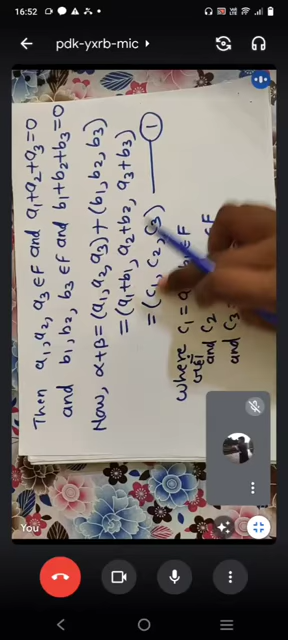 16:52
pdk-yxrb-mic
Then a1, a2, a3 ∈ F and a1+a2+a3=0
and b1, b2, b3 ∈ F and b1+b2+b3=0
Now, α+β = (a1, a2, a3) + (b1, b2, b3)
= (a1+b1, a2+b2, a3+b3)
= (c1, c2, c3) — 1
where c1 = ∈ F
and c2 F
and c3 =
You